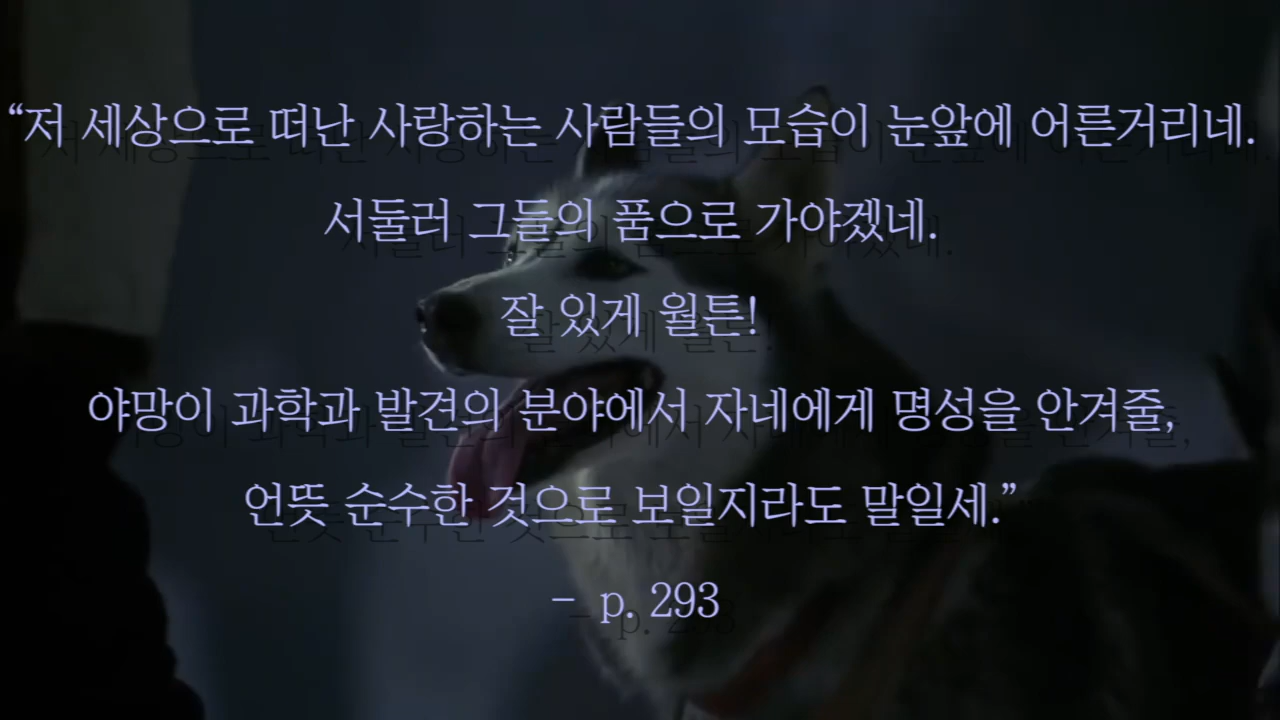 “저 세상으로 떠난 사랑하는 사람들의 모습이 눈앞에 어른거리네.
서둘러 그들의 품으로 가야겠네.
잘 있게 월튼!
야망이 과학과 발견의 분야에서 자네에게 명성을 안겨줄,
언뜻 순수한 것으로 보일지라도 말일세.”
- p. 293